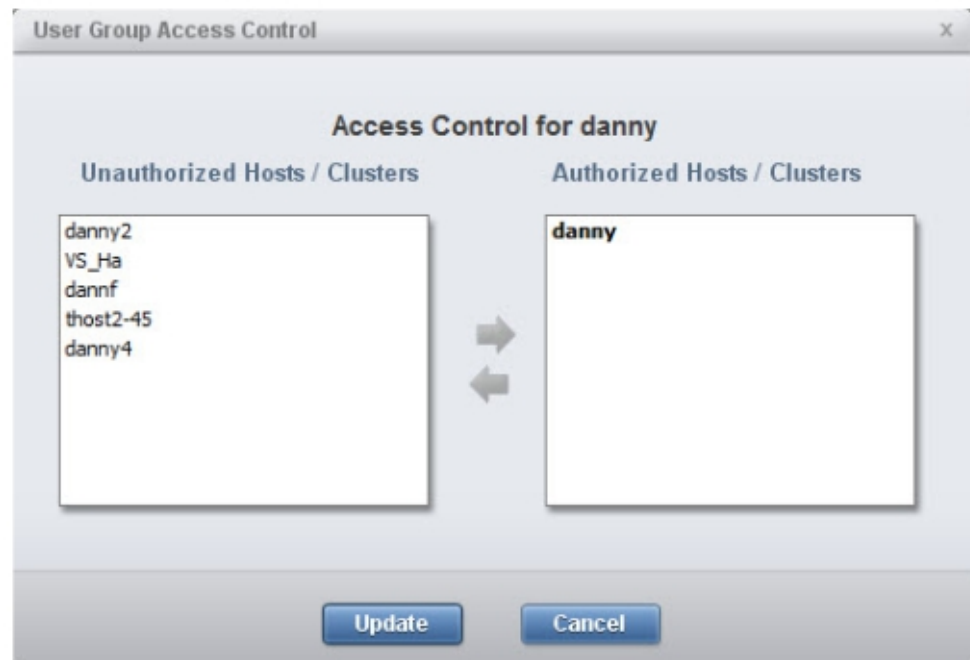 User Group Access Control x
Access Control for danny
Unauthorized Hosts / Clusters
danny2
VS_Ha
dannf
thost2-45
danny4
Authorized Hosts / Clusters
danny
Update
Cancel